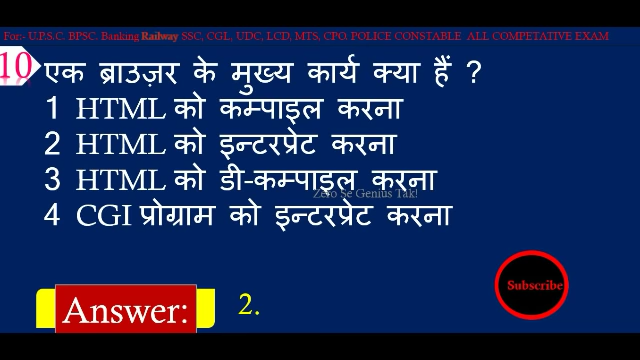 For:- U.P.S.C. BPSC. Banking Railway SSC, CGL, UDC, LCD, MTS, CPO. POLICE CONSTABLE ALL COMPETATIVE EXAM
10 एक ब्राउज़र के मुख्य कार्य क्या हैं ?
1 HTML को कम्पाइल करना
2 HTML को इन्टरप्रेट करना
3 HTML को डी-कम्पाइल करना
Zero Se Genius Tak!
4 CGI प्रोग्राम को इन्टरप्रेट करना
Subscribe
Answer: 2.